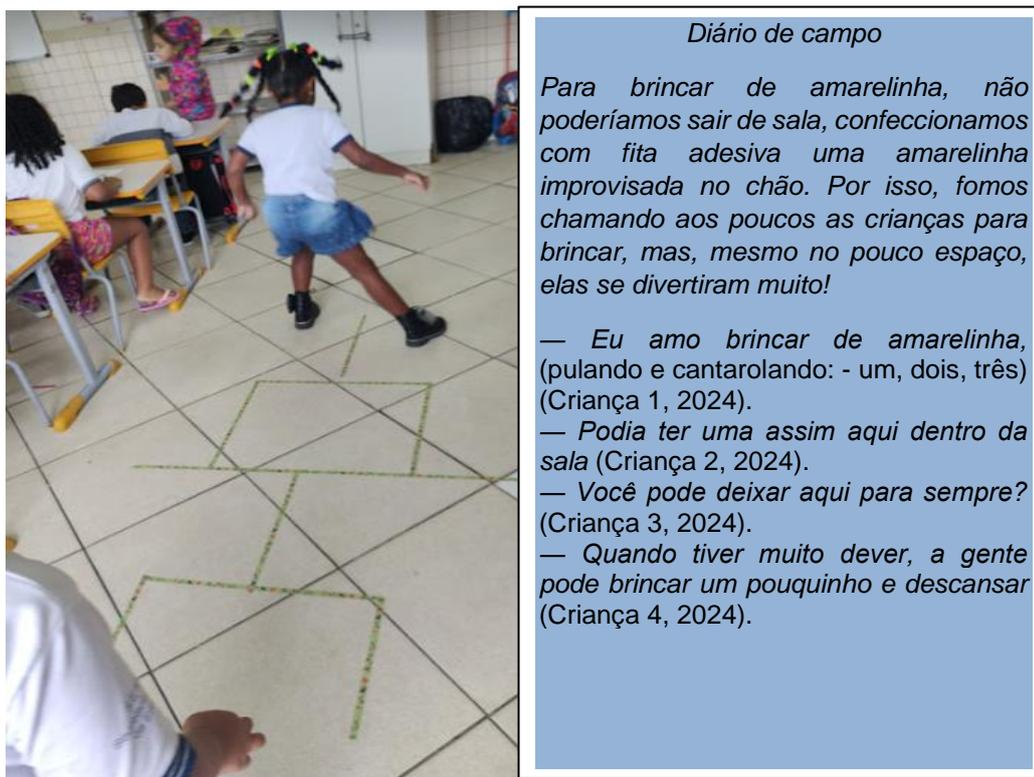 Diário de campo
Para brincar de amarelinha, não
poderíamos sair de sala, confeccionamos
com fita adesiva uma amarelinha
improvisada no chão. Por isso, fomos
chamando aos poucos as crianças para
brincar, mas, mesmo no pouco espaço,
elas se divertiram muito!
— Eu amo brincar de amarelinha,
(pulando e cantarolando: - um, dois, três)
(Criança 1, 2024).
— Podia ter uma assim aqui dentro da
sala (Criança 2, 2024).
— Você pode deixar aqui para sempre?
(Criança 3, 2024).
— Quando tiver muito dever, a gente
pode brincar um pouquinho e descansar
(Criança 4, 2024).